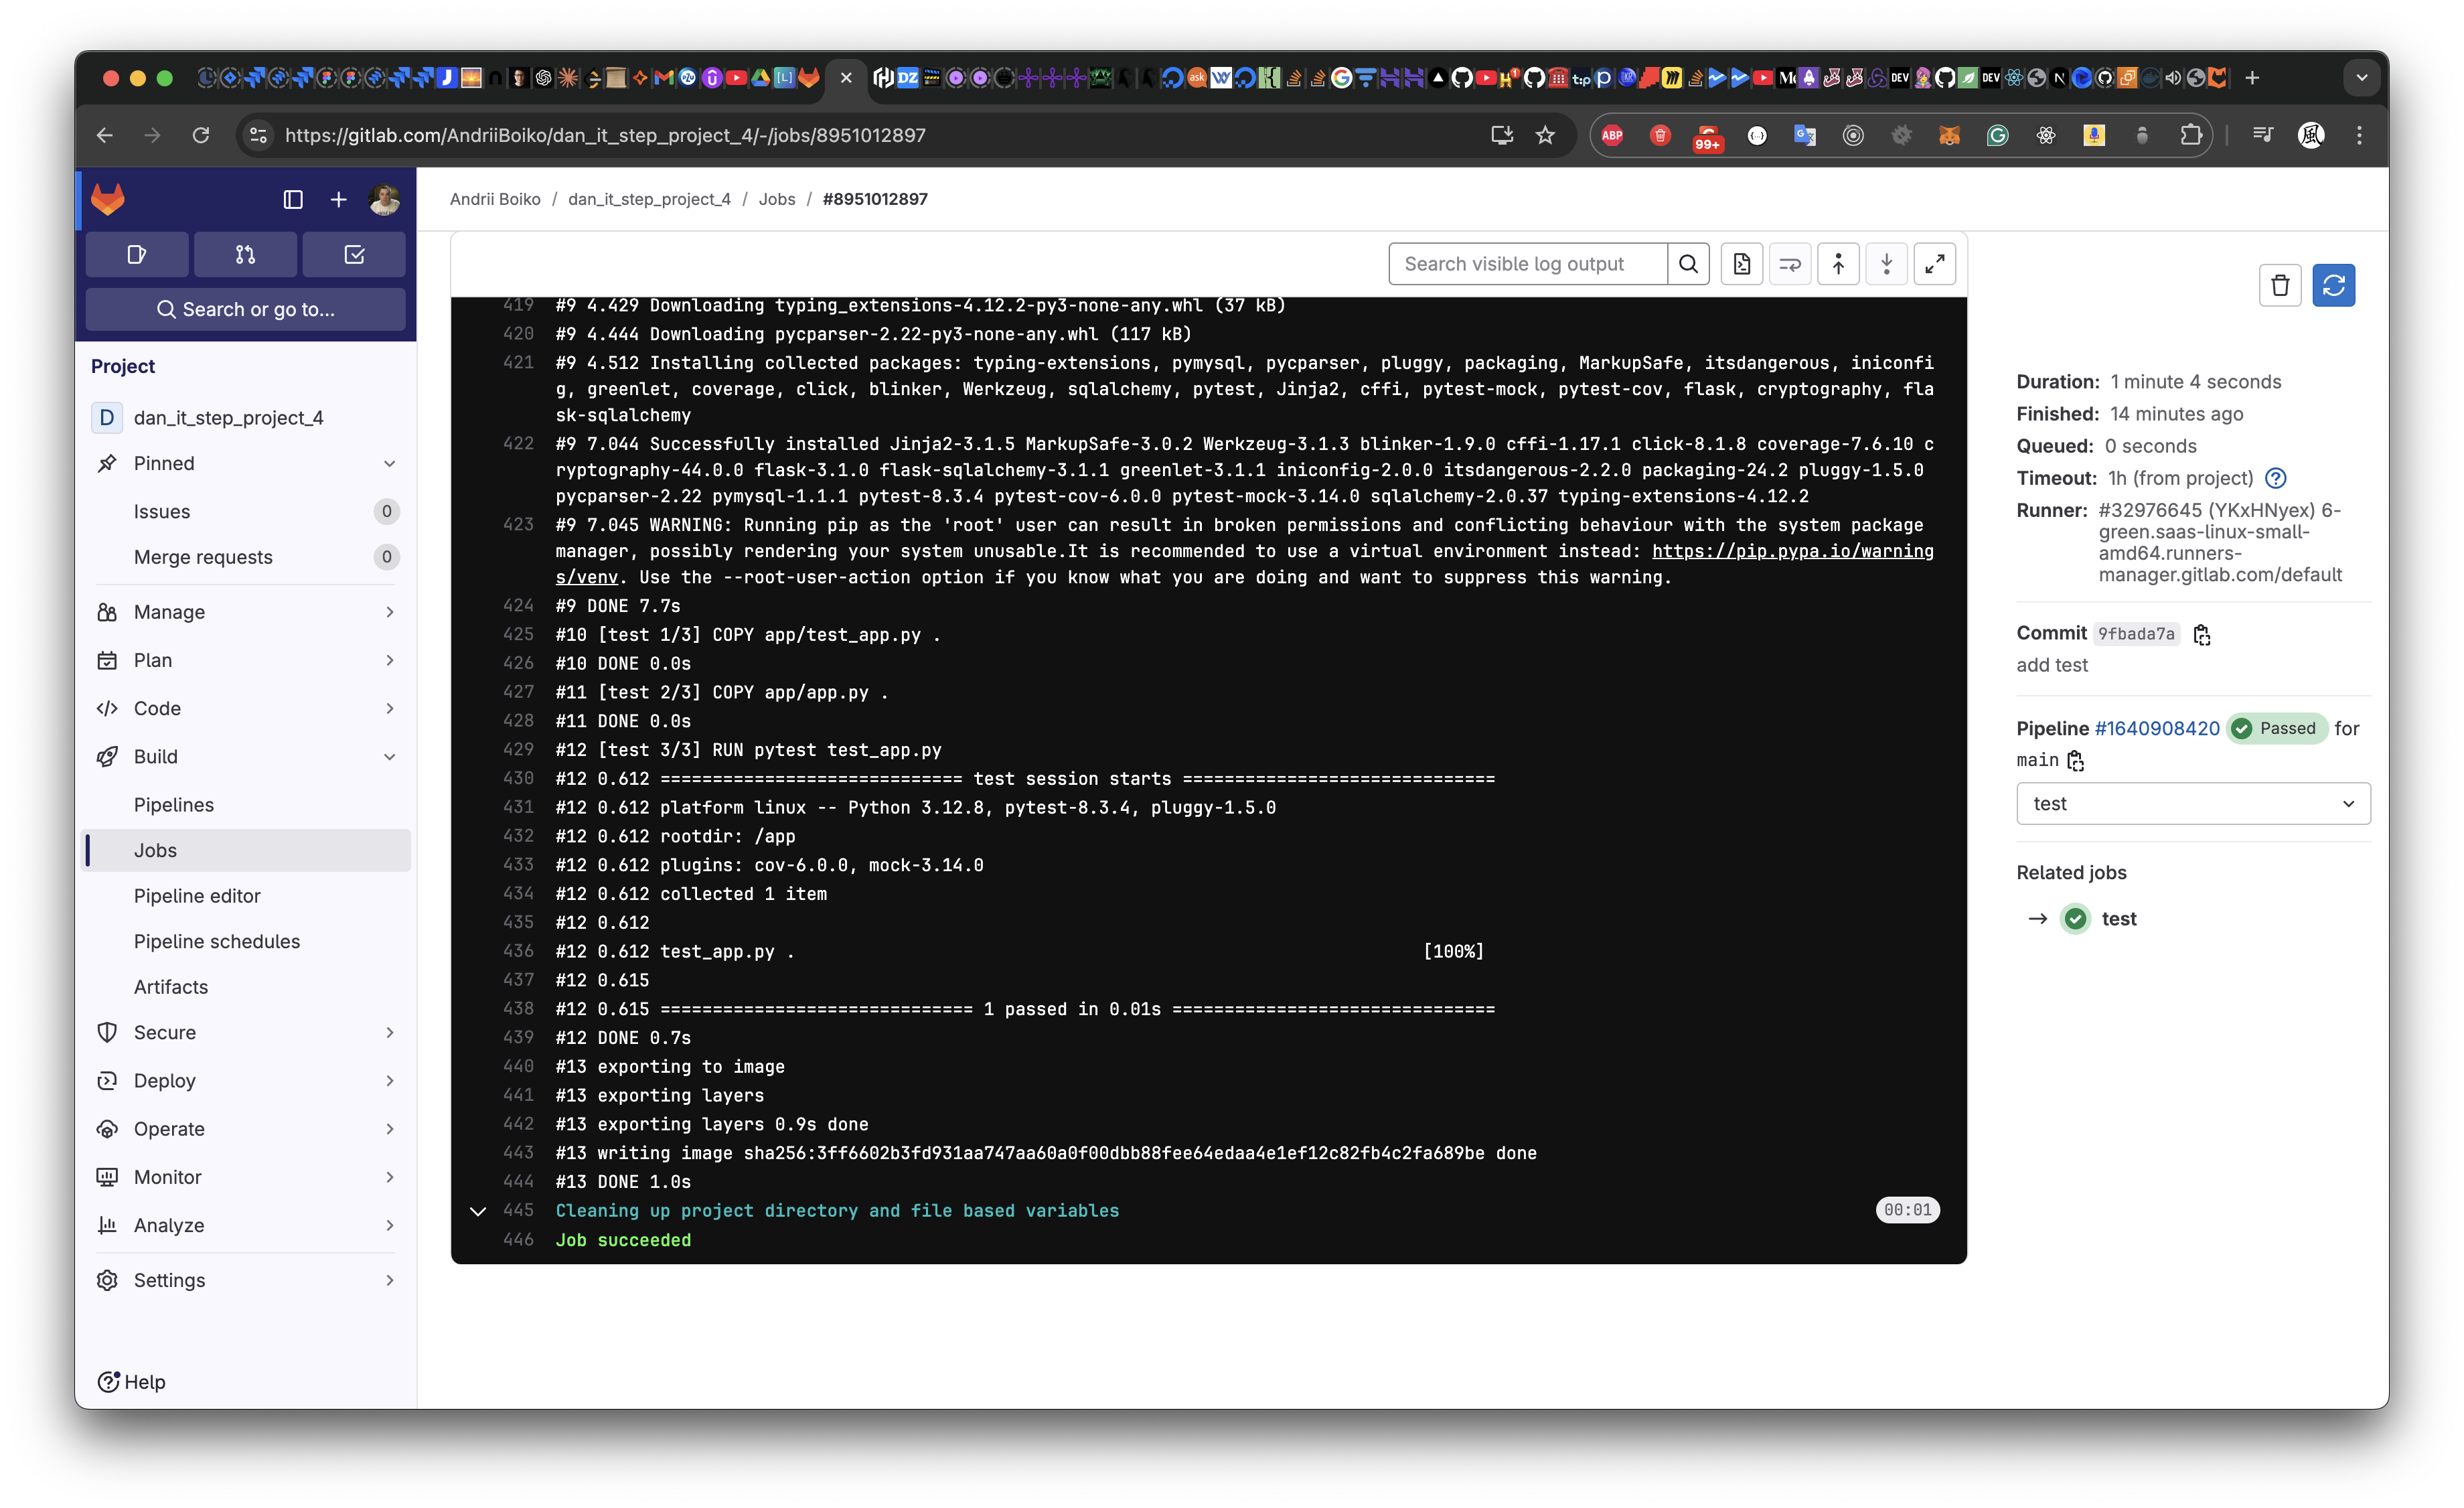 https://gitlab.com/AndriiBoiko/dan_it_step_project_4/-/jobs/8951012897
ABP
99+
Search or go to...
Project
D dan_it_step_project_4
Pinned
Issues 0
Merge requests 0
Manage
Plan
Code
Build
Pipelines
Jobs
Pipeline editor
Pipeline schedules
Artifacts
Secure
Deploy
Operate
Monitor
Analyze
Settings
Help
Andrii Boiko / dan_it_step_project_4 / Jobs / #8951012897
Search visible log output
419 #9 4.429 Downloading typing_extensions-4.12.2-py3-none-any.whl (37 kB)
420 #9 4.444 Downloading pycparser-2.22-py3-none-any.whl (117 kB)
421 #9 4.512 Installing collected packages: typing-extensions, pymysql, pycparser, pluggy, packaging, MarkupSafe, itsdangerous, iniconfi
g, greenlet, coverage, click, blinker, Werkzeug, sqlalchemy, pytest, Jinja2, cffi, pytest-mock, pytest-cov, flask, cryptography, fla
sk-sqlalchemy
422 #9 7.044 Successfully installed Jinja2-3.1.5 MarkupSafe-3.0.2 Werkzeug-3.1.3 blinker-1.9.0 cffi-1.17.1 click-8.1.8 coverage-7.6.10 c
ryptography-44.0.0 flask-3.1.0 flask-sqlalchemy-3.1.1 greenlet-3.1.1 iniconfig-2.0.0 itsdangerous-2.2.0 packaging-24.2 pluggy-1.5.0
pycparser-2.22 pymysql-1.1.1 pytest-8.3.4 pytest-cov-6.0.0 pytest-mock-3.14.0 sqlalchemy-2.0.37 typing-extensions-4.12.2
423 #9 7.045 WARNING: Running pip as the 'root' user can result in broken permissions and conflicting behaviour with the system package
manager, possibly rendering your system unusable.It is recommended to use a virtual environment instead: https://pip.pypa.io/warning
s/venv. Use the --root-user-action option if you know what you are doing and want to suppress this warning.
424 #9 DONE 7.7s
425 #10 [test 1/3] COPY app/test_app.py .
426 #10 DONE 0.0s
427 #11 [test 2/3] COPY app/app.py .
428 #11 DONE 0.0s
429 #12 [test 3/3] RUN pytest test_app.py
430 #12 0.612 ============================= test session starts ==============================
431 #12 0.612 platform linux -- Python 3.12.8, pytest-8.3.4, pluggy-1.5.0
432 #12 0.612 rootdir: /app
433 #12 0.612 plugins: cov-6.0.0, mock-3.14.0
434 #12 0.612 collected 1 item
435 #12 0.612
436 #12 0.612 test_app.py . [100%]
437 #12 0.615
438 #12 0.615 ============================== 1 passed in 0.01s ===============================
439 #12 DONE 0.7s
440 #13 exporting to image
441 #13 exporting layers
442 #13 exporting layers 0.9s done
443 #13 writing image sha256:3ff6602b3fd931aa747aa60a0f00dbb88fee64edaa4e1ef12c82fb4c2fa689be done
444 #13 DONE 1.0s
445 Cleaning up project directory and file based variables 00:01
446 Job succeeded
Duration: 1 minute 4 seconds
Finished: 14 minutes ago
Queued: 0 seconds
Timeout: 1h (from project)
Runner: #32976645 (YKxHNyex) 6-
green.saas-linux-small-
amd64.runners-
manager.gitlab.com/default
Commit 9fbada7a
add test
Pipeline #1640908420 Passed for
main
test
Related jobs
test